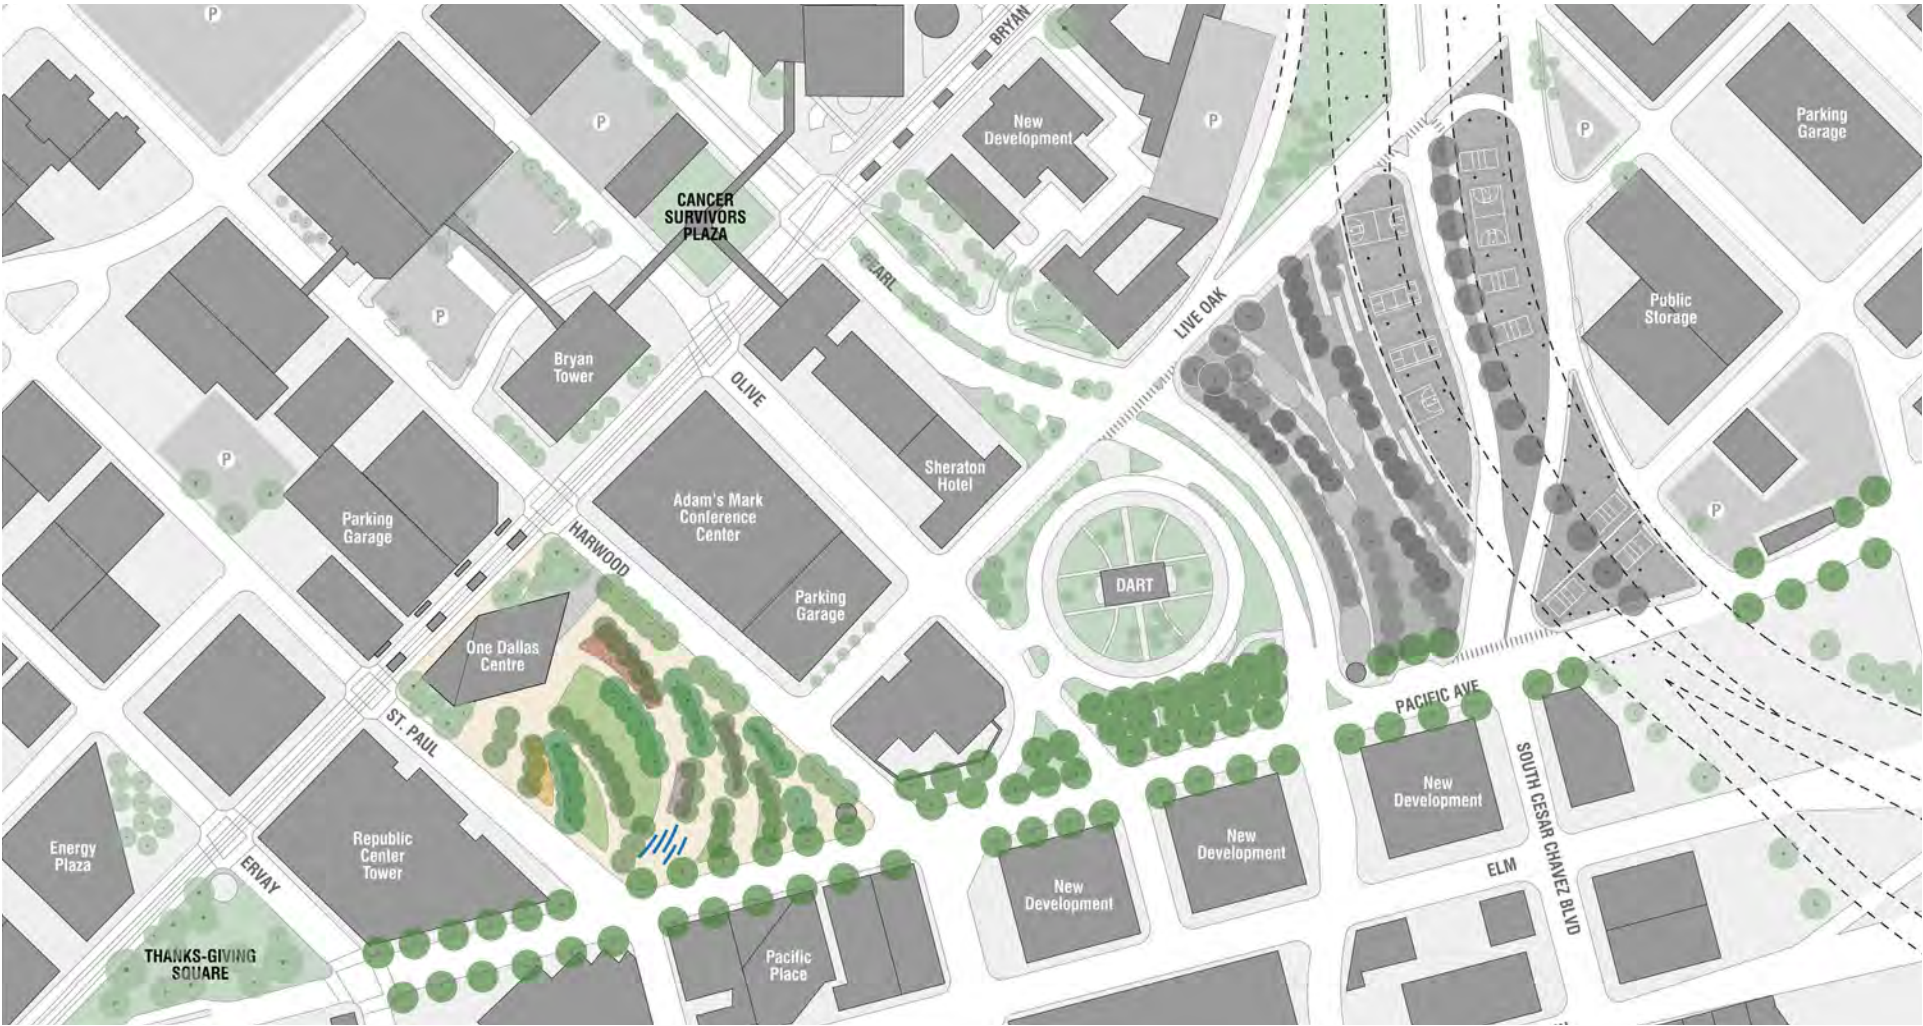 P
BRYAN
P
New
Development
P
P
Parking
Garage
CANCER
SURVIVORS
PLAZA
PEARL
P
LIVE OAK
Public
Storage
Bryan
Tower
OLIVE
P
Sheraton
Hotel
Adam's Mark
Conference
Center
Parking
Garage
P
HARWOOD
DART
Parking
Garage
One Dallas
Centre
ST. PAUL
PACIFIC AVE
SOUTH CESAR CHAVEZ BLVD
New
Development
New
Development
Energy
Plaza
Republic
Center
Tower
ERVAY
ELM
New
Development
THANKS-GIVING
SQUARE
Pacific
Place